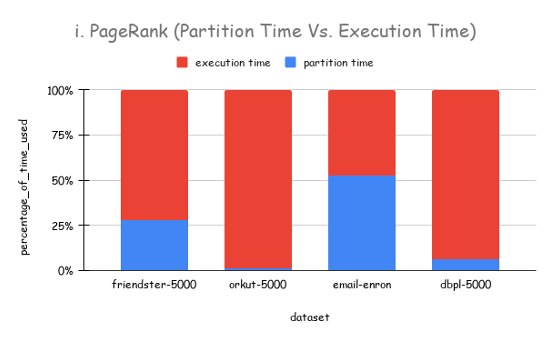 i. PageRank (Partition Time Vs. Execution Time)
execution time partition time
100%
75%
50%
25%
0%
percentage_of_time_used
friendster-5000 orkut-5000 email-enron dbpl-5000
dataset